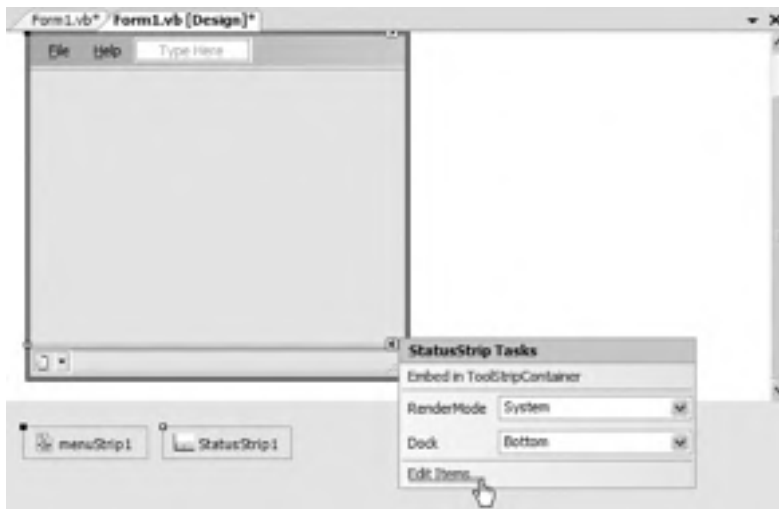 Form1.vb* Form1.vb [Design]*
File Help Type Here
StatusStrip Tasks
Embed in ToolStripContainer
RenderMode System
Dock Bottom
Edit Items...
menuStrip1 StatusStrip1